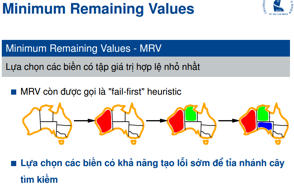 Minimum Remaining Values
Minimum Remaining Values - MRV
Lựa chọn các biến có tập giá trị hợp lệ nhỏ nhất
MRV còn được gọi là "fail-first" heuristic
Lựa chọn các biến có khả năng tạo lỗi sớm để tỉa nhánh cây
tìm kiếm